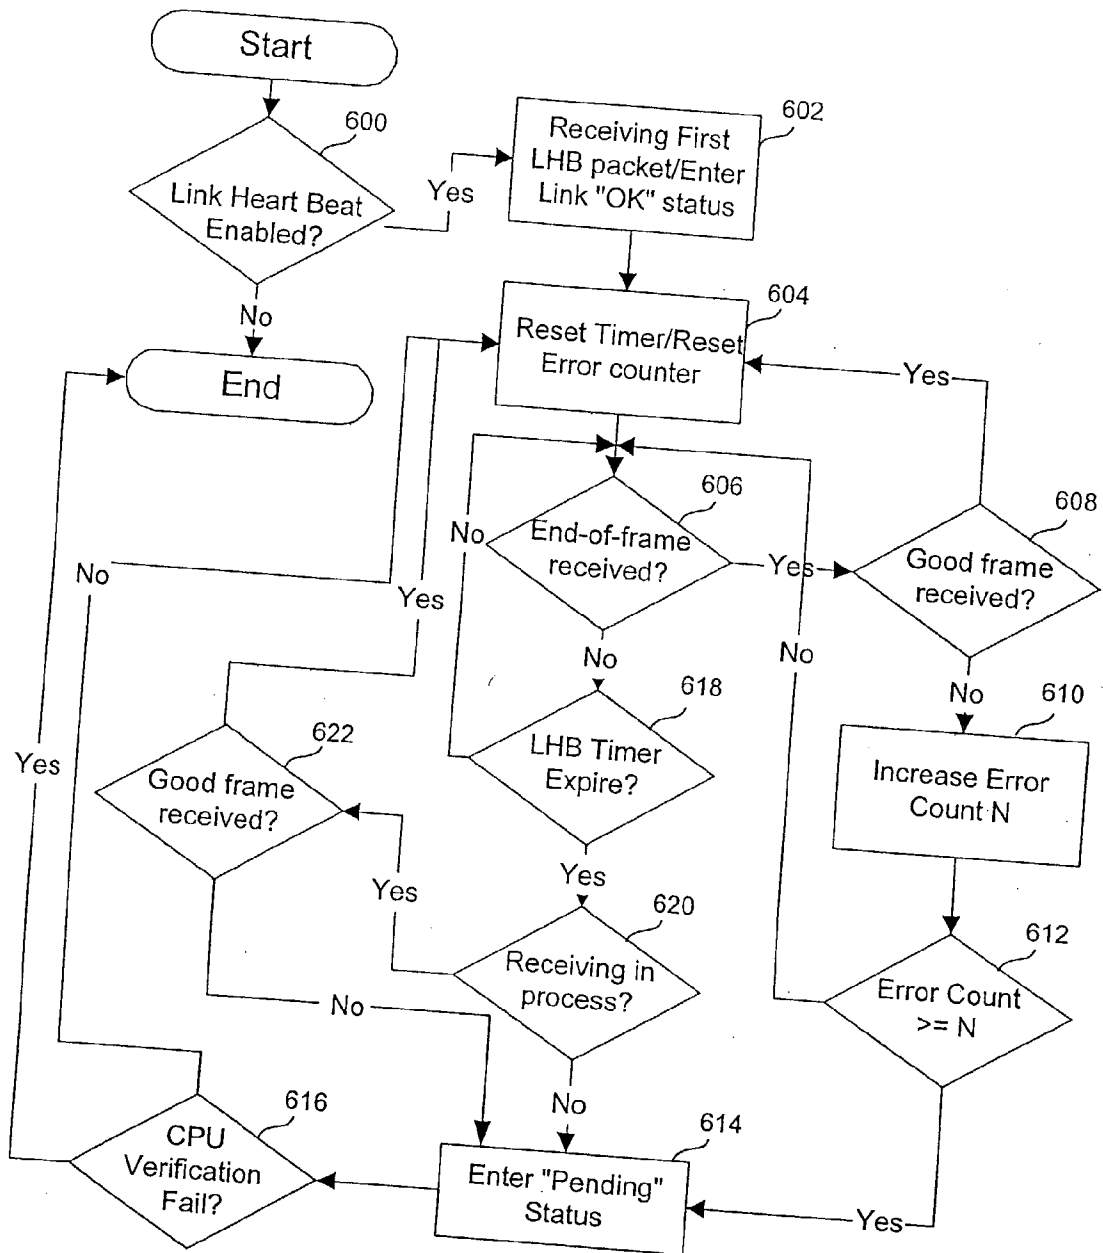 Start
600
Link Heart Beat
Enabled?
Yes
No
End
602
Receiving First
LHB packet/Enter
Link "OK" status
604
Reset Timer/Reset
Error counter
Yes
606
End-of-frame
received?
No
Yes
608
Good frame
received?
No
Yes
No
No
No
618
LHB Timer
Expire?
610
Increase Error
Count N
622
Good frame
received?
Yes
Yes
Yes
620
Receiving in
process?
612
Error Count
>= N
No
No
616
CPU
Verification
Fail?
614
Enter "Pending"
Status
Yes